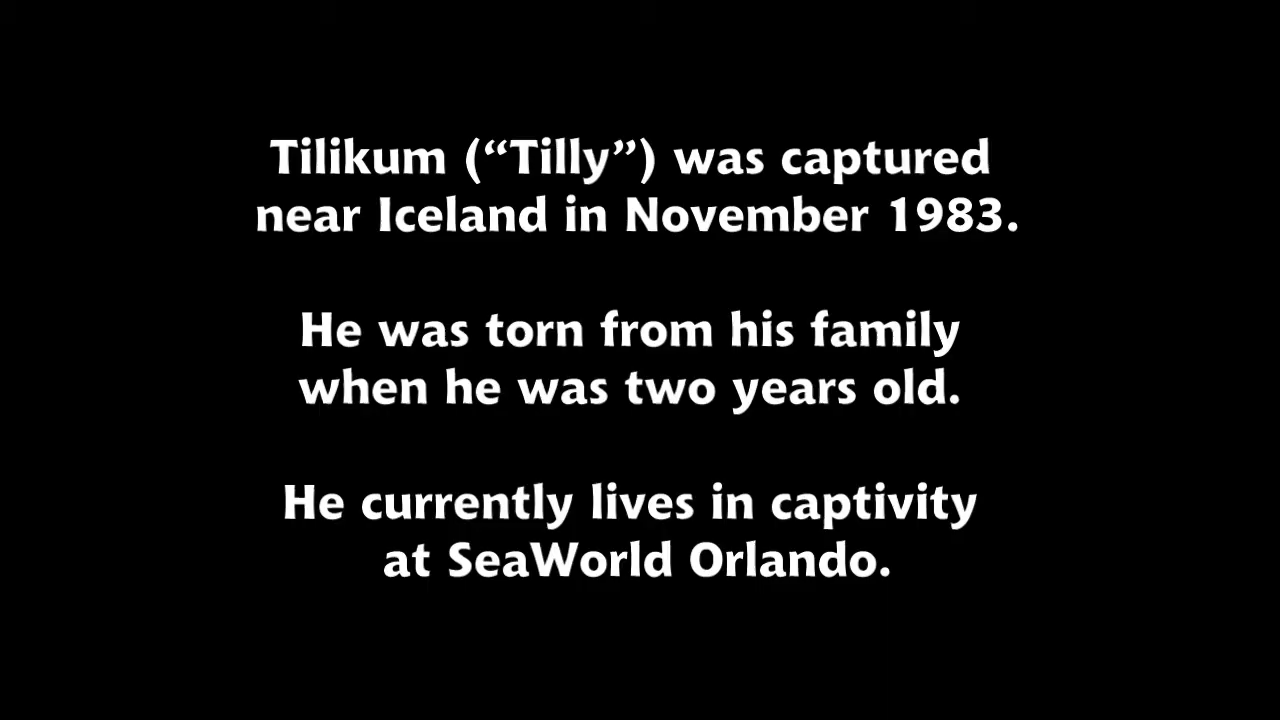 Tilikum (“Tilly”) was captured
near Iceland in November 1983.
He was torn from his family
when he was two years old.
He currently lives in captivity
at SeaWorld Orlando.